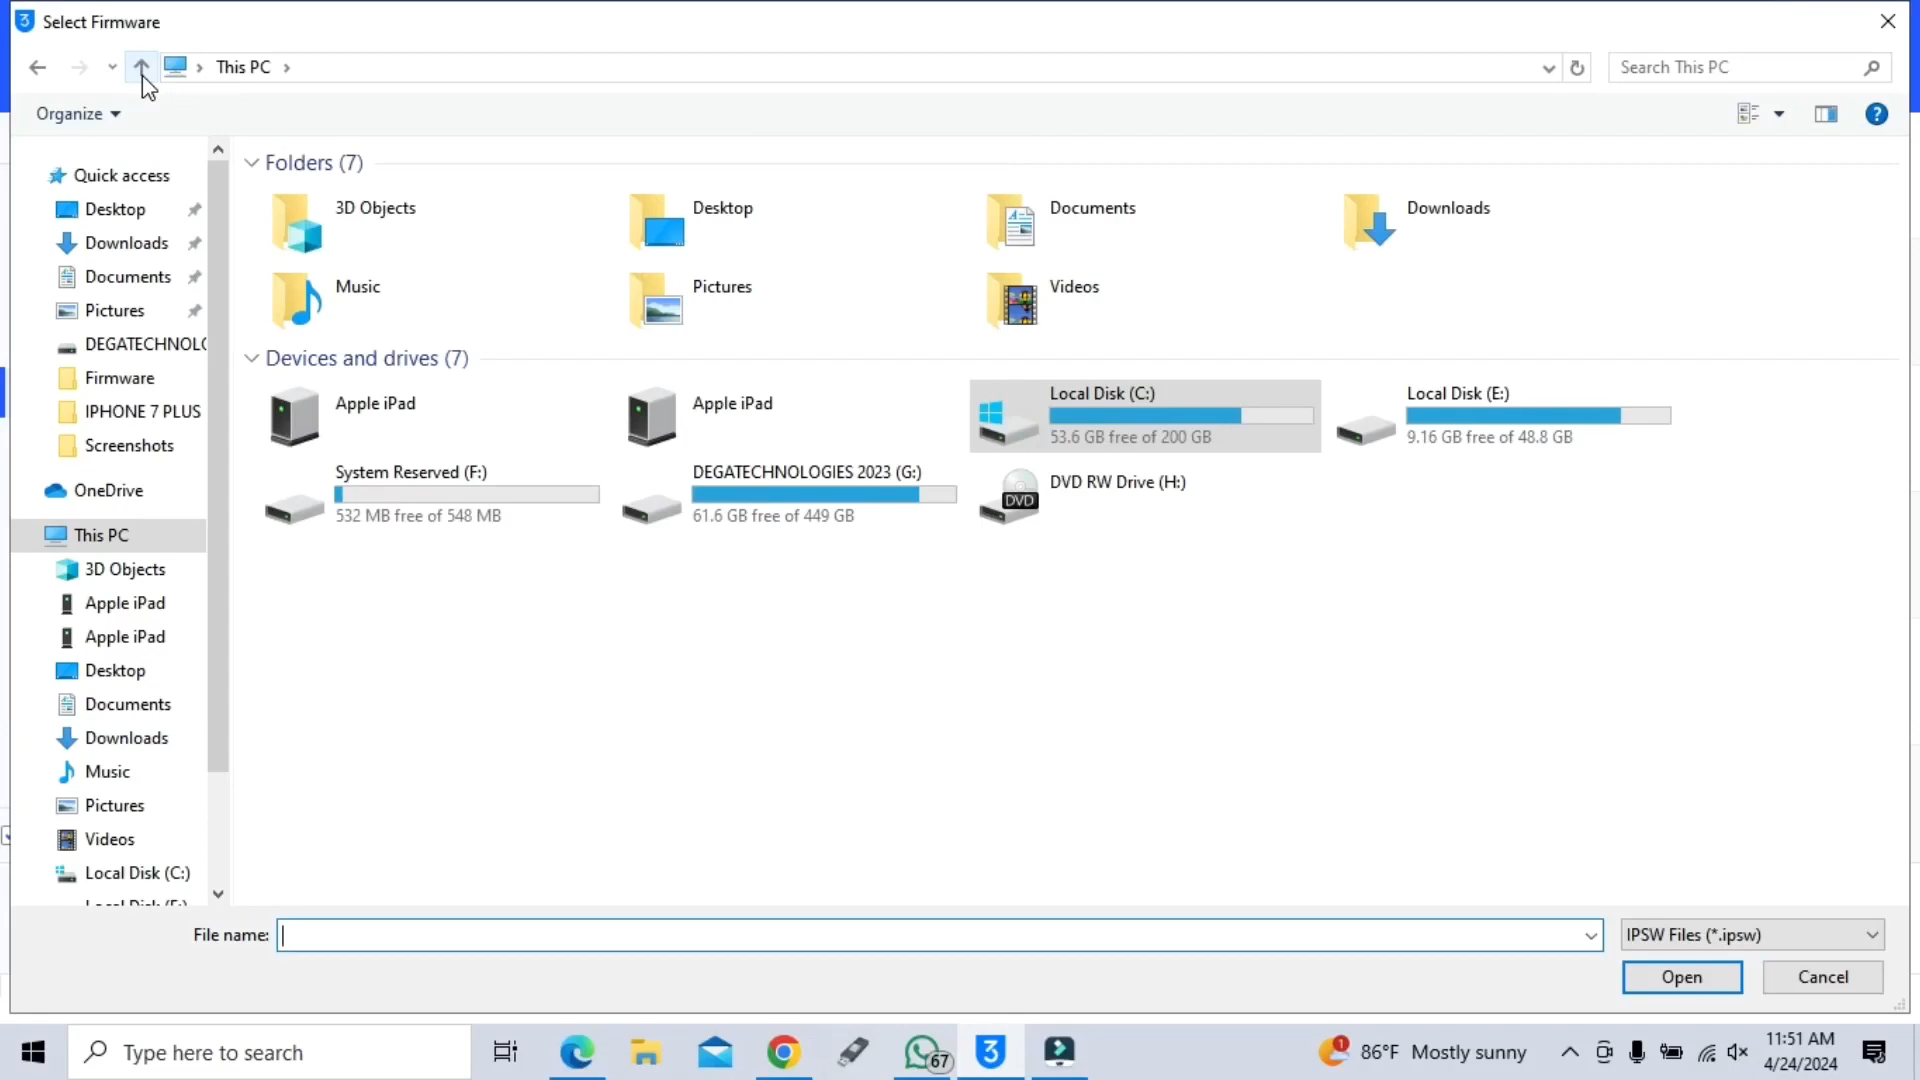 3 Select Firmware
This PC
Search This PC
Organize
?
Quick access
Desktop
Downloads
Documents
Pictures
DEGATECHNOLO
Firmware
IPHONE 7 PLUS
Screenshots
OneDrive
This PC
3D Objects
Apple iPad
Apple iPad
Desktop
Documents
Downloads
Music
Pictures
Videos
Local Disk (C:)
Local Disk (E:)
Folders (7)
3D Objects
Desktop
Documents
Downloads
Music
Pictures
Videos
Devices and drives (7)
Apple iPad
Apple iPad
Local Disk (C:)
53.6 GB free of 200 GB
Local Disk (E:)
9.16 GB free of 48.8 GB
System Reserved (F:)
532 MB free of 548 MB
DEGATECHNOLOGIES 2023 (G:)
61.6 GB free of 449 GB
DVD
DVD RW Drive (H:)
File name:
IPSW Files (*.ipsw)
Open
Cancel
Type here to search
67
3
1
86°F Mostly sunny
11:51 AM
4/24/2024